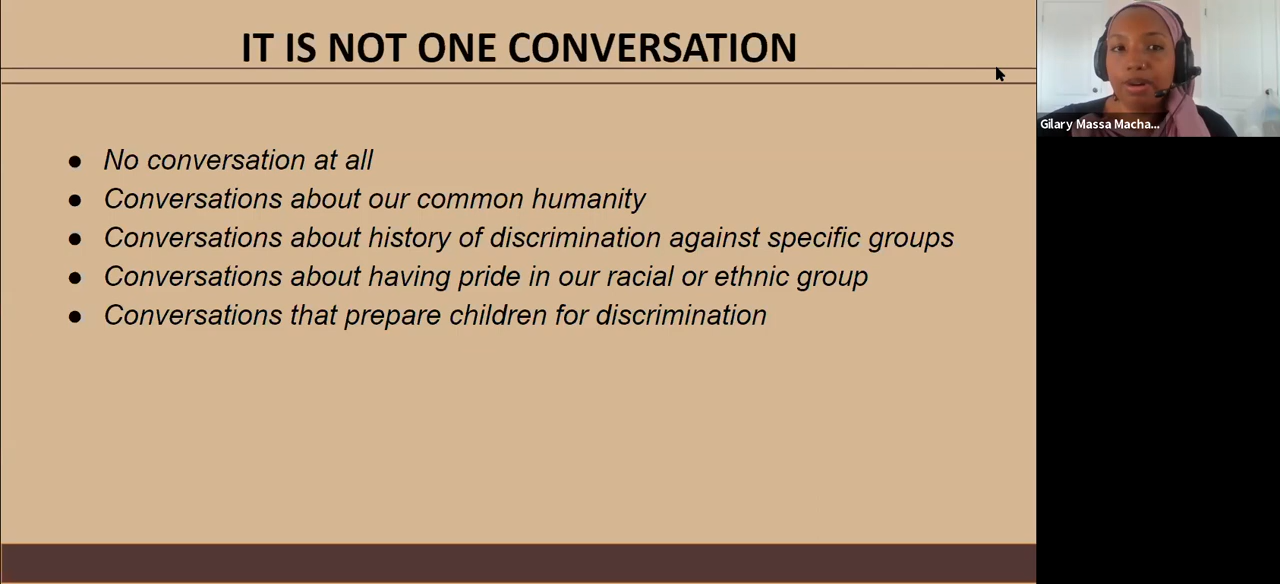 IT IS NOT ONE CONVERSATION
Gilary Massa Macha...
● No conversation at all
● Conversations about our common humanity
● Conversations about history of discrimination against specific groups
● Conversations about having pride in our racial or ethnic group
● Conversations that prepare children for discrimination